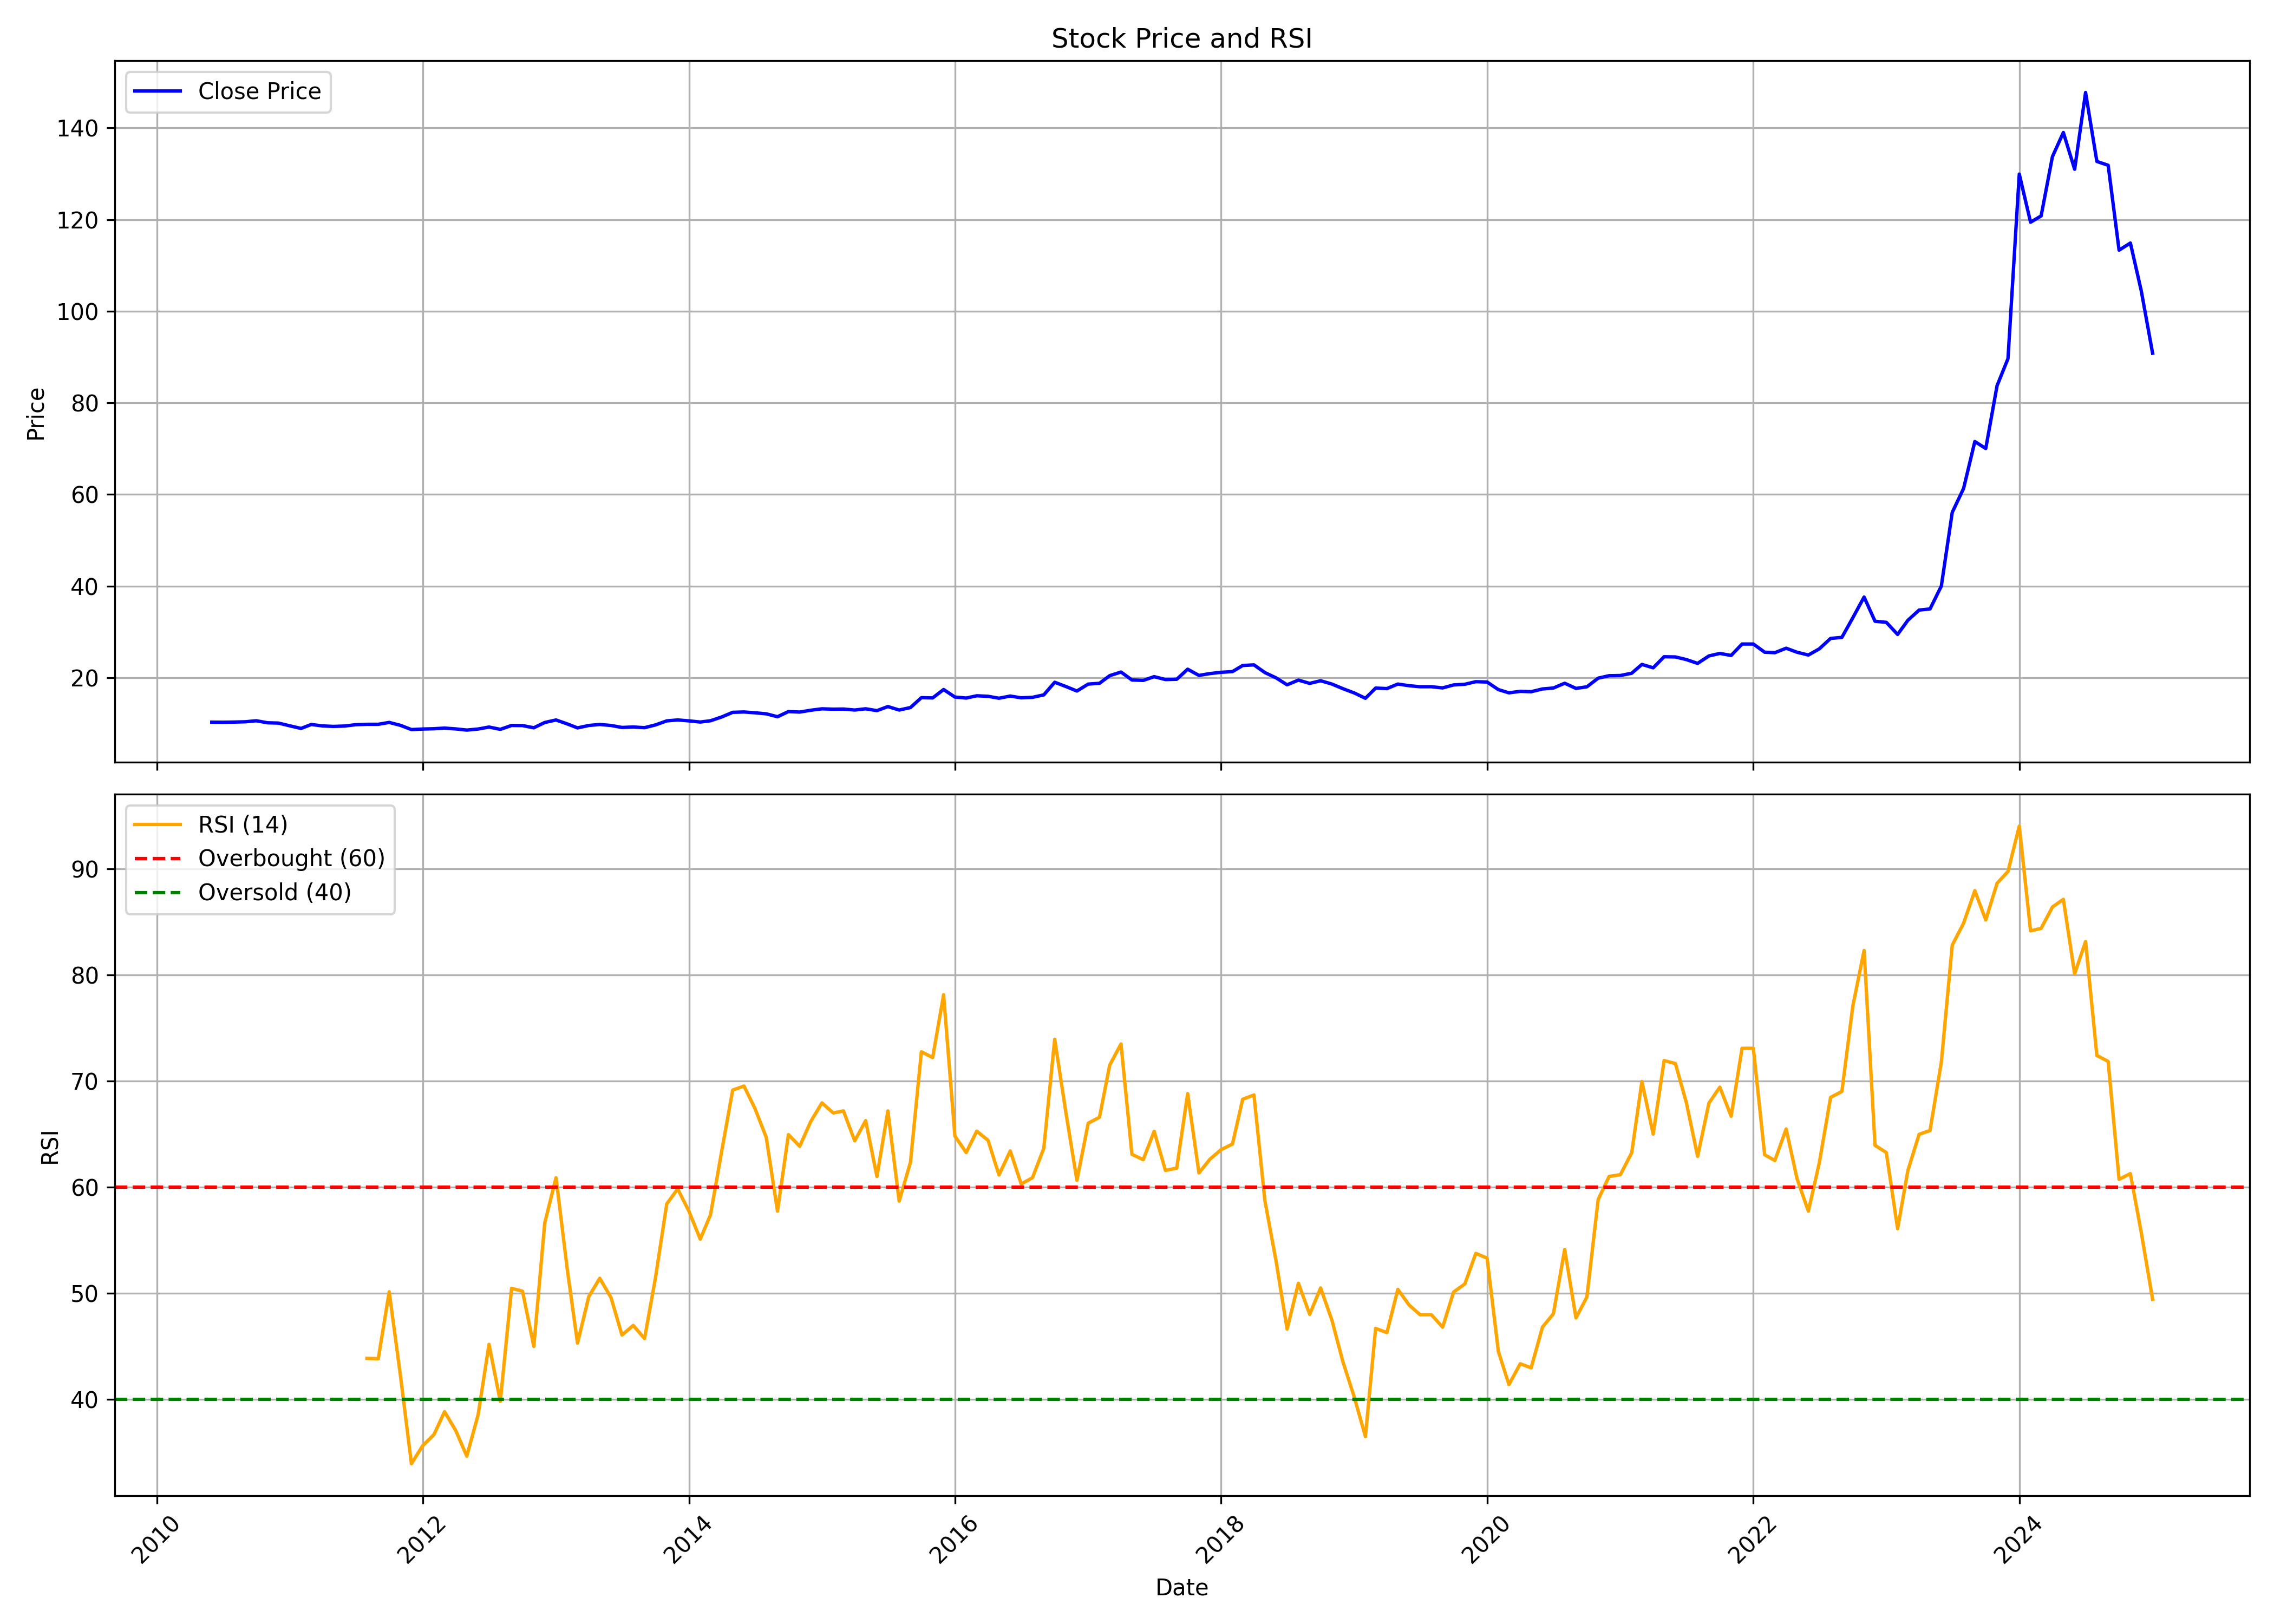 Stock Price and RSI
Close Price
140
120
100
80
60
40
20
Price
RSI (14)
Overbought (60)
Oversold (40)
90
80
70
60
50
40
RSI
2010
2012
2014
2016
2018
2020
2022
2024
Date